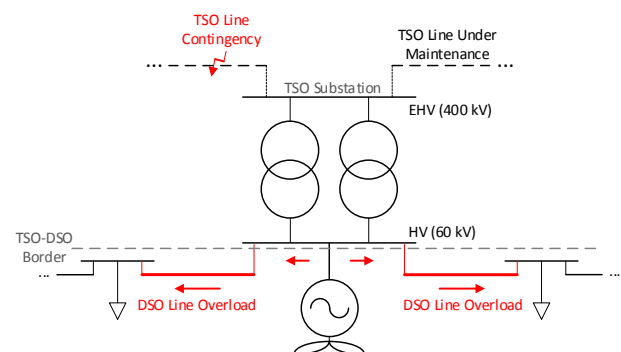 TSO Line
Contingency
TSO Line Under
Maintenance
...
...
TSO Substation
EHV (400 kV)
TSO-DSO
Border
HV (60 kV)
...
...
DSO Line Overload
DSO Line Overload